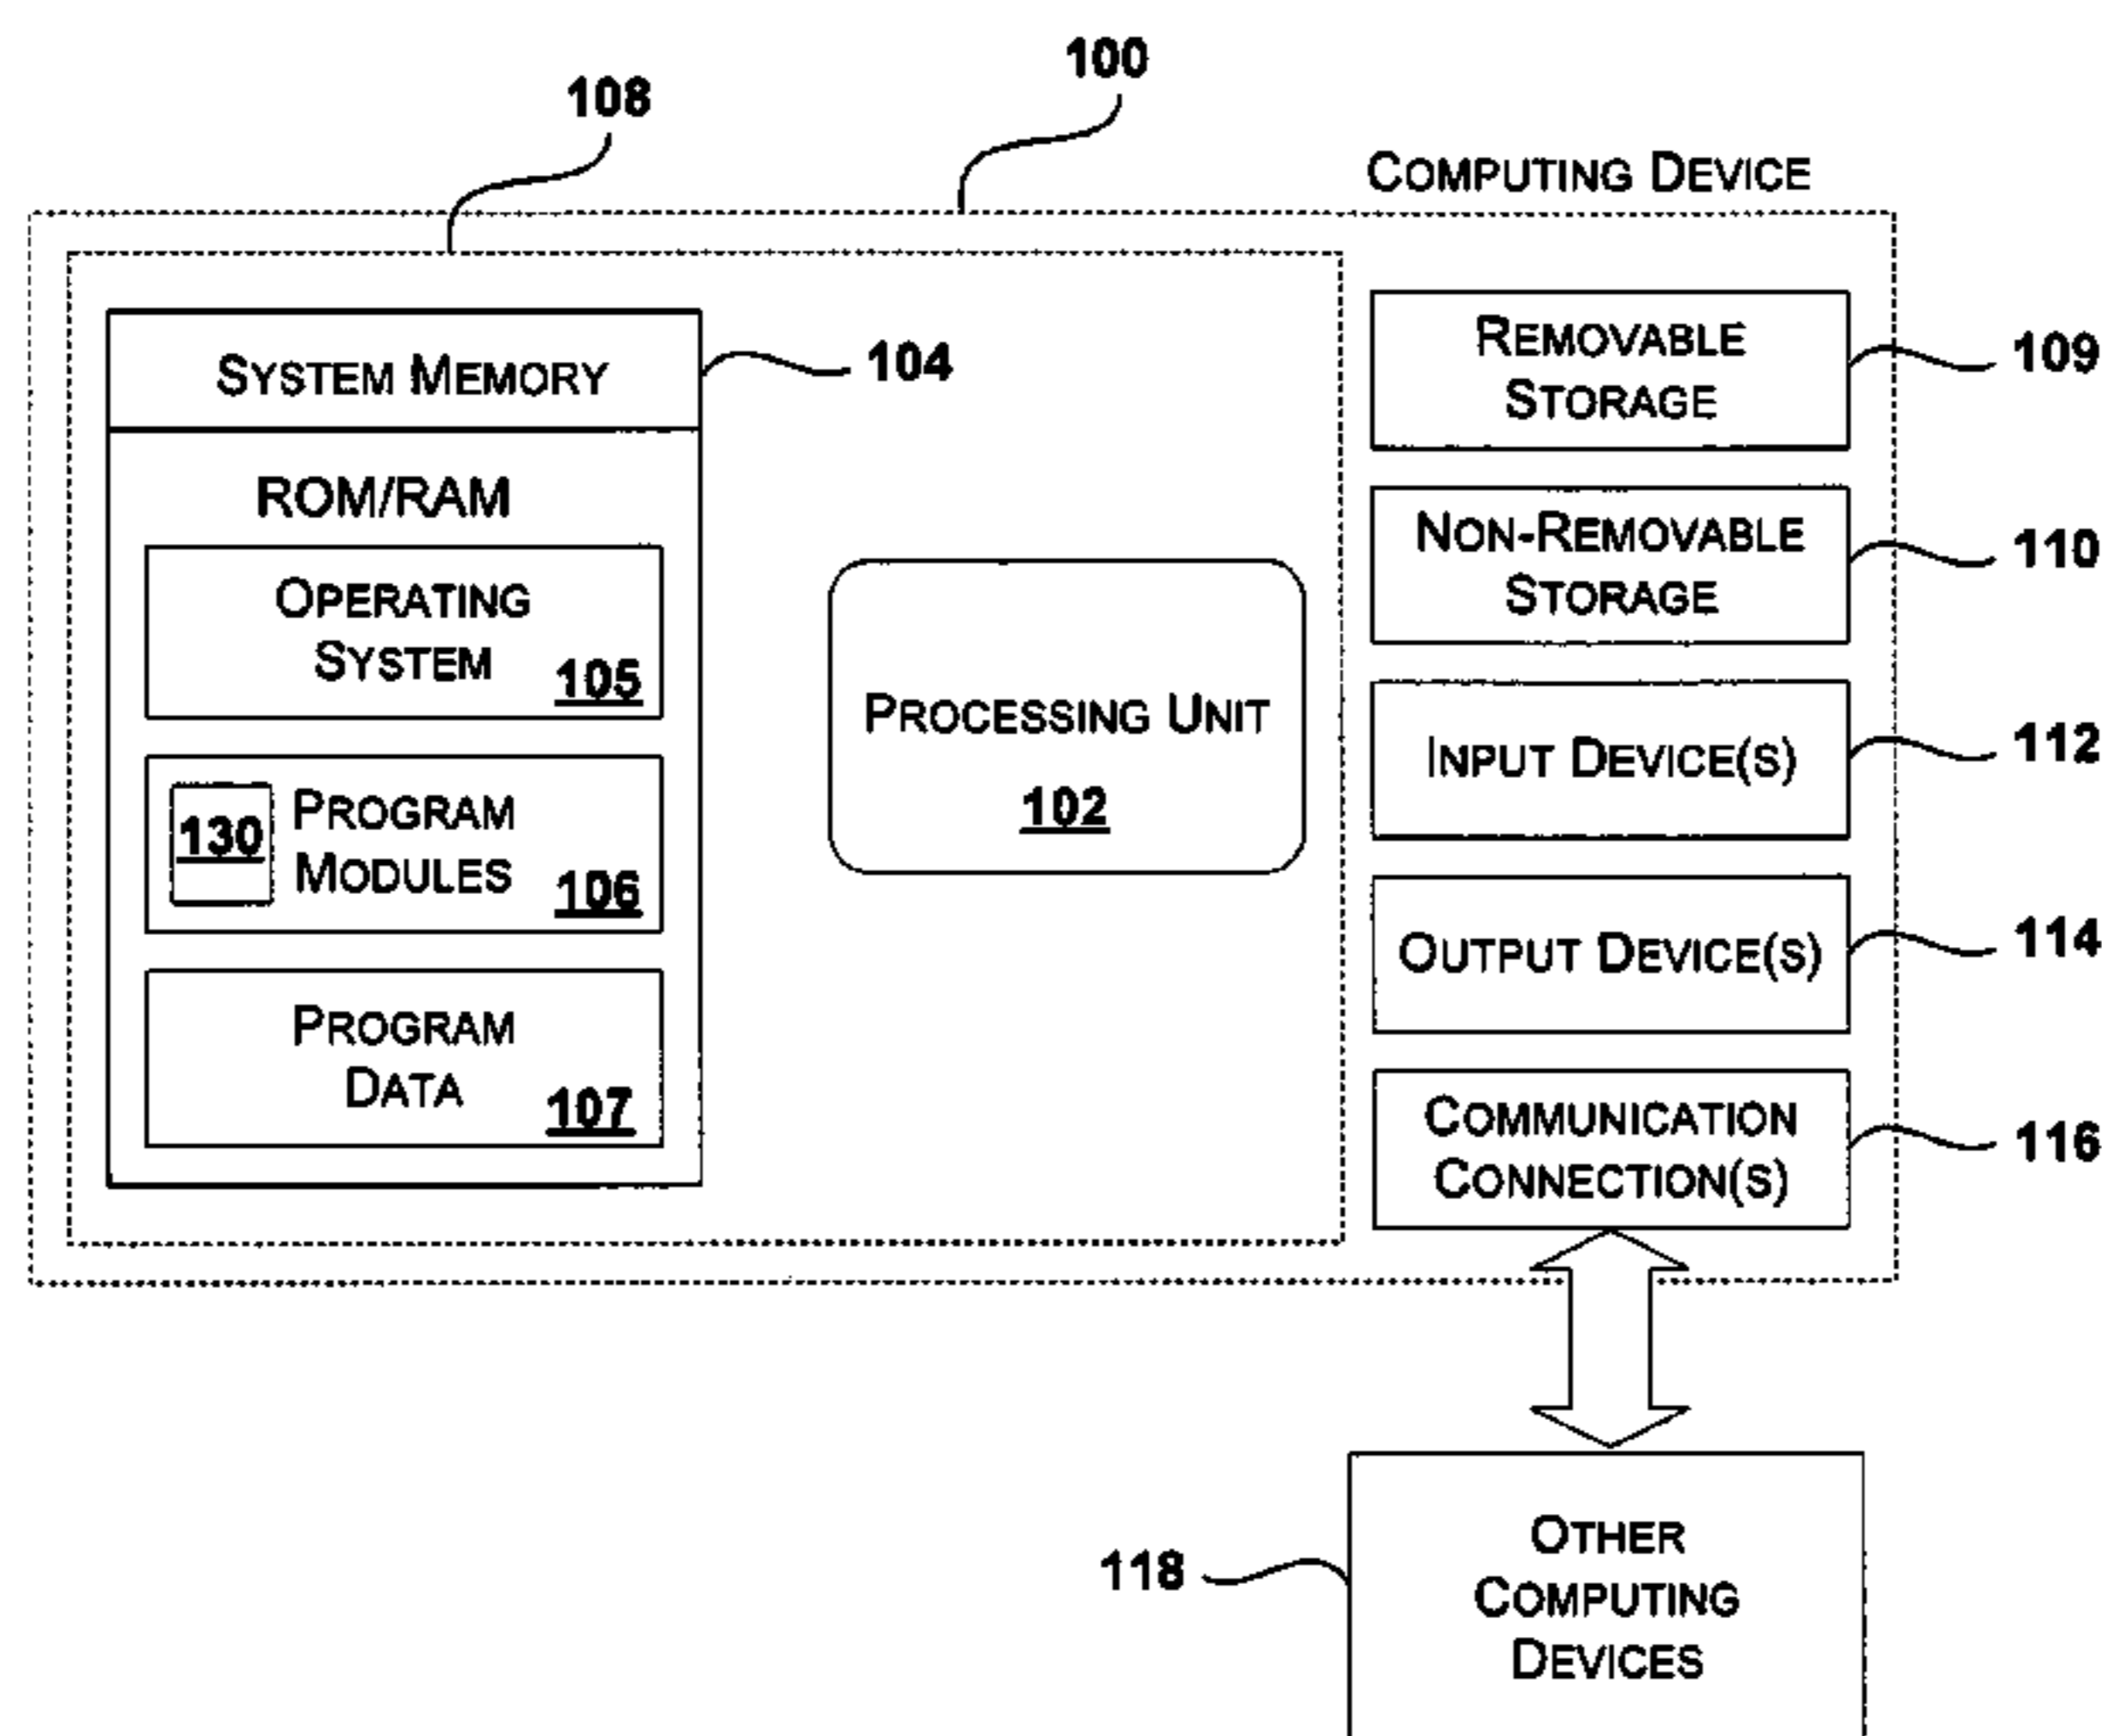 100
108
COMPUTING DEVICE
SYSTEM MEMORY
104
ROM/RAM
OPERATING
SYSTEM
105
130
PROGRAM
MODULES
106
PROGRAM
DATA
107
PROCESSING UNIT
102
REMOVABLE
STORAGE
109
NON-REMOVABLE
STORAGE
110
INPUT DEVICE(S)
112
OUTPUT DEVICE(S)
114
COMMUNICATION
CONNECTION(S)
116
118
OTHER
COMPUTING
DEVICES